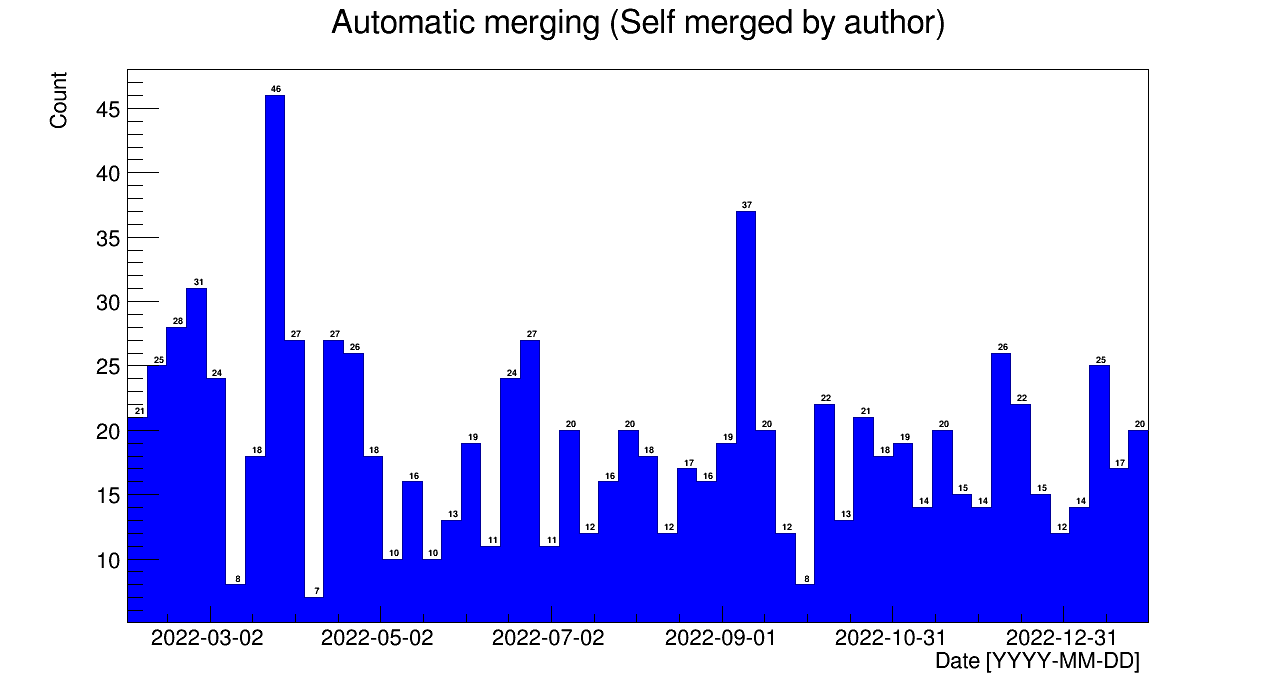 Automatic merging (Self merged by author)
Count
45
40
35
30
25
20
15
10
21 25 28 31 24 8 18 46 27 7 27 26 18 10 16 10 13 19 11 24 27 11 20 12 16 20 18 12 17 16 19 37 20 12 8 22 13 21 18 19 14 20 15 14 26 22 15 12 14 25 17 20
2022-03-02 2022-05-02 2022-07-02 2022-09-01 2022-10-31 2022-12-31
Date [YYYY-MM-DD]